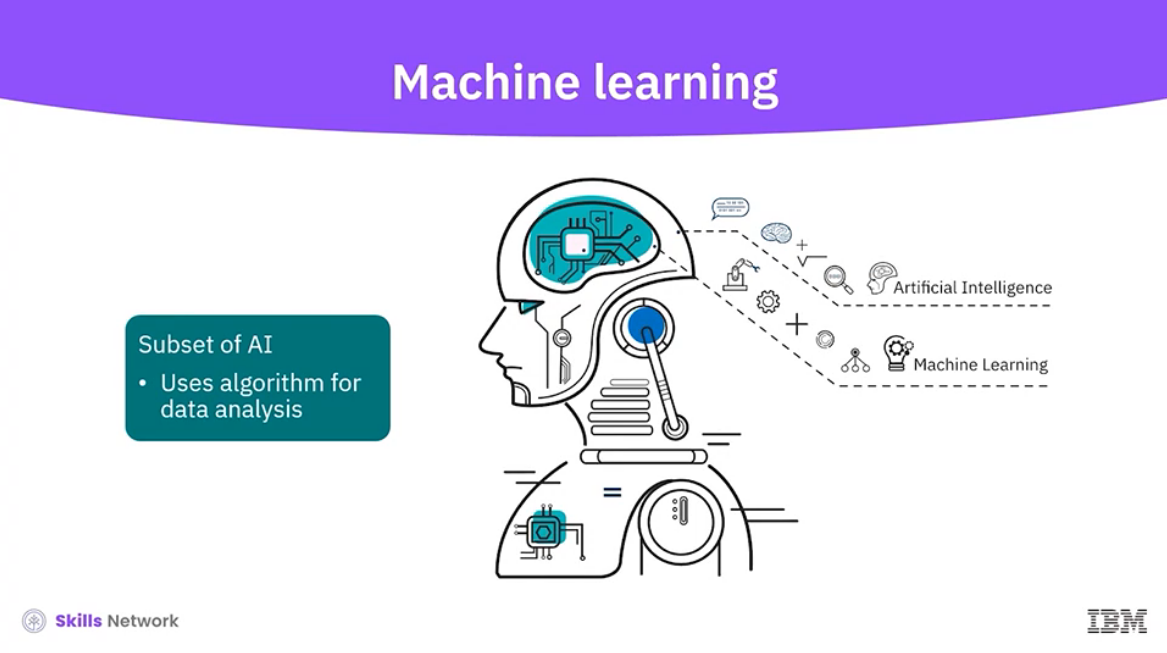 Machine learning
Subset of AI
• Uses algorithm for
data analysis
Artificial Intelligence
Machine Learning
Skills Network
IBM